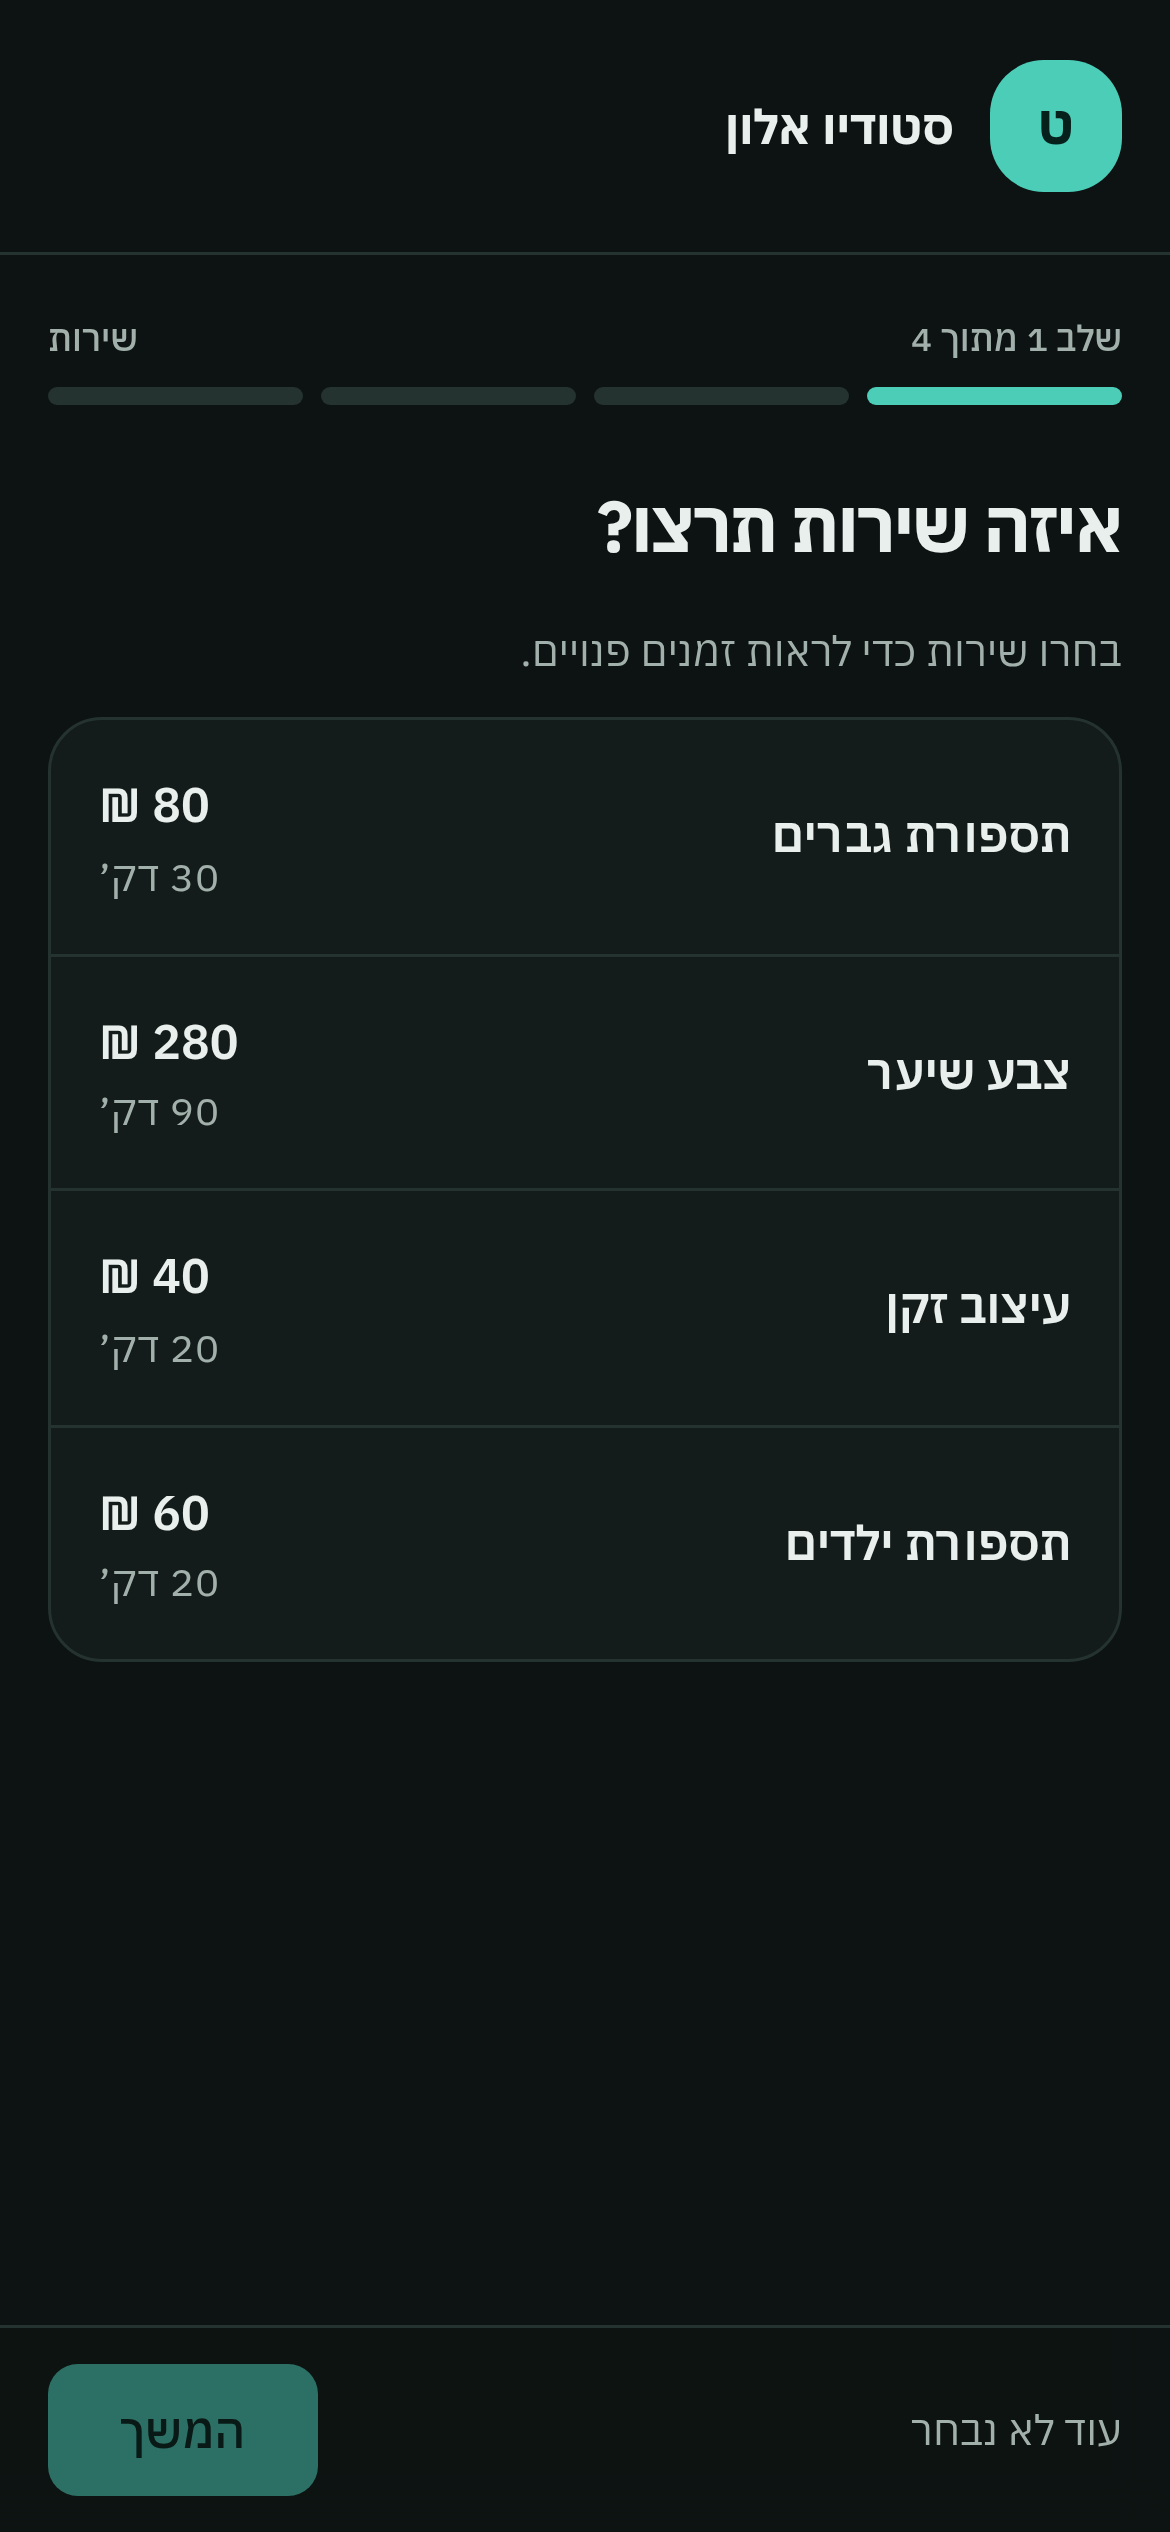 ט
סטודיו אלון
שלב 1 מתוך 4
שירות
איזה שירות תרצו?
בחרו שירות כדי לראות זמנים פנויים.
תספורת גברים
80 ₪
30 דק׳
צבע שיער
280 ₪
90 דק׳
עיצוב זקן
40 ₪
20 דק׳
תספורת ילדים
60 ₪
20 דק׳
עוד לא נבחר
המשך